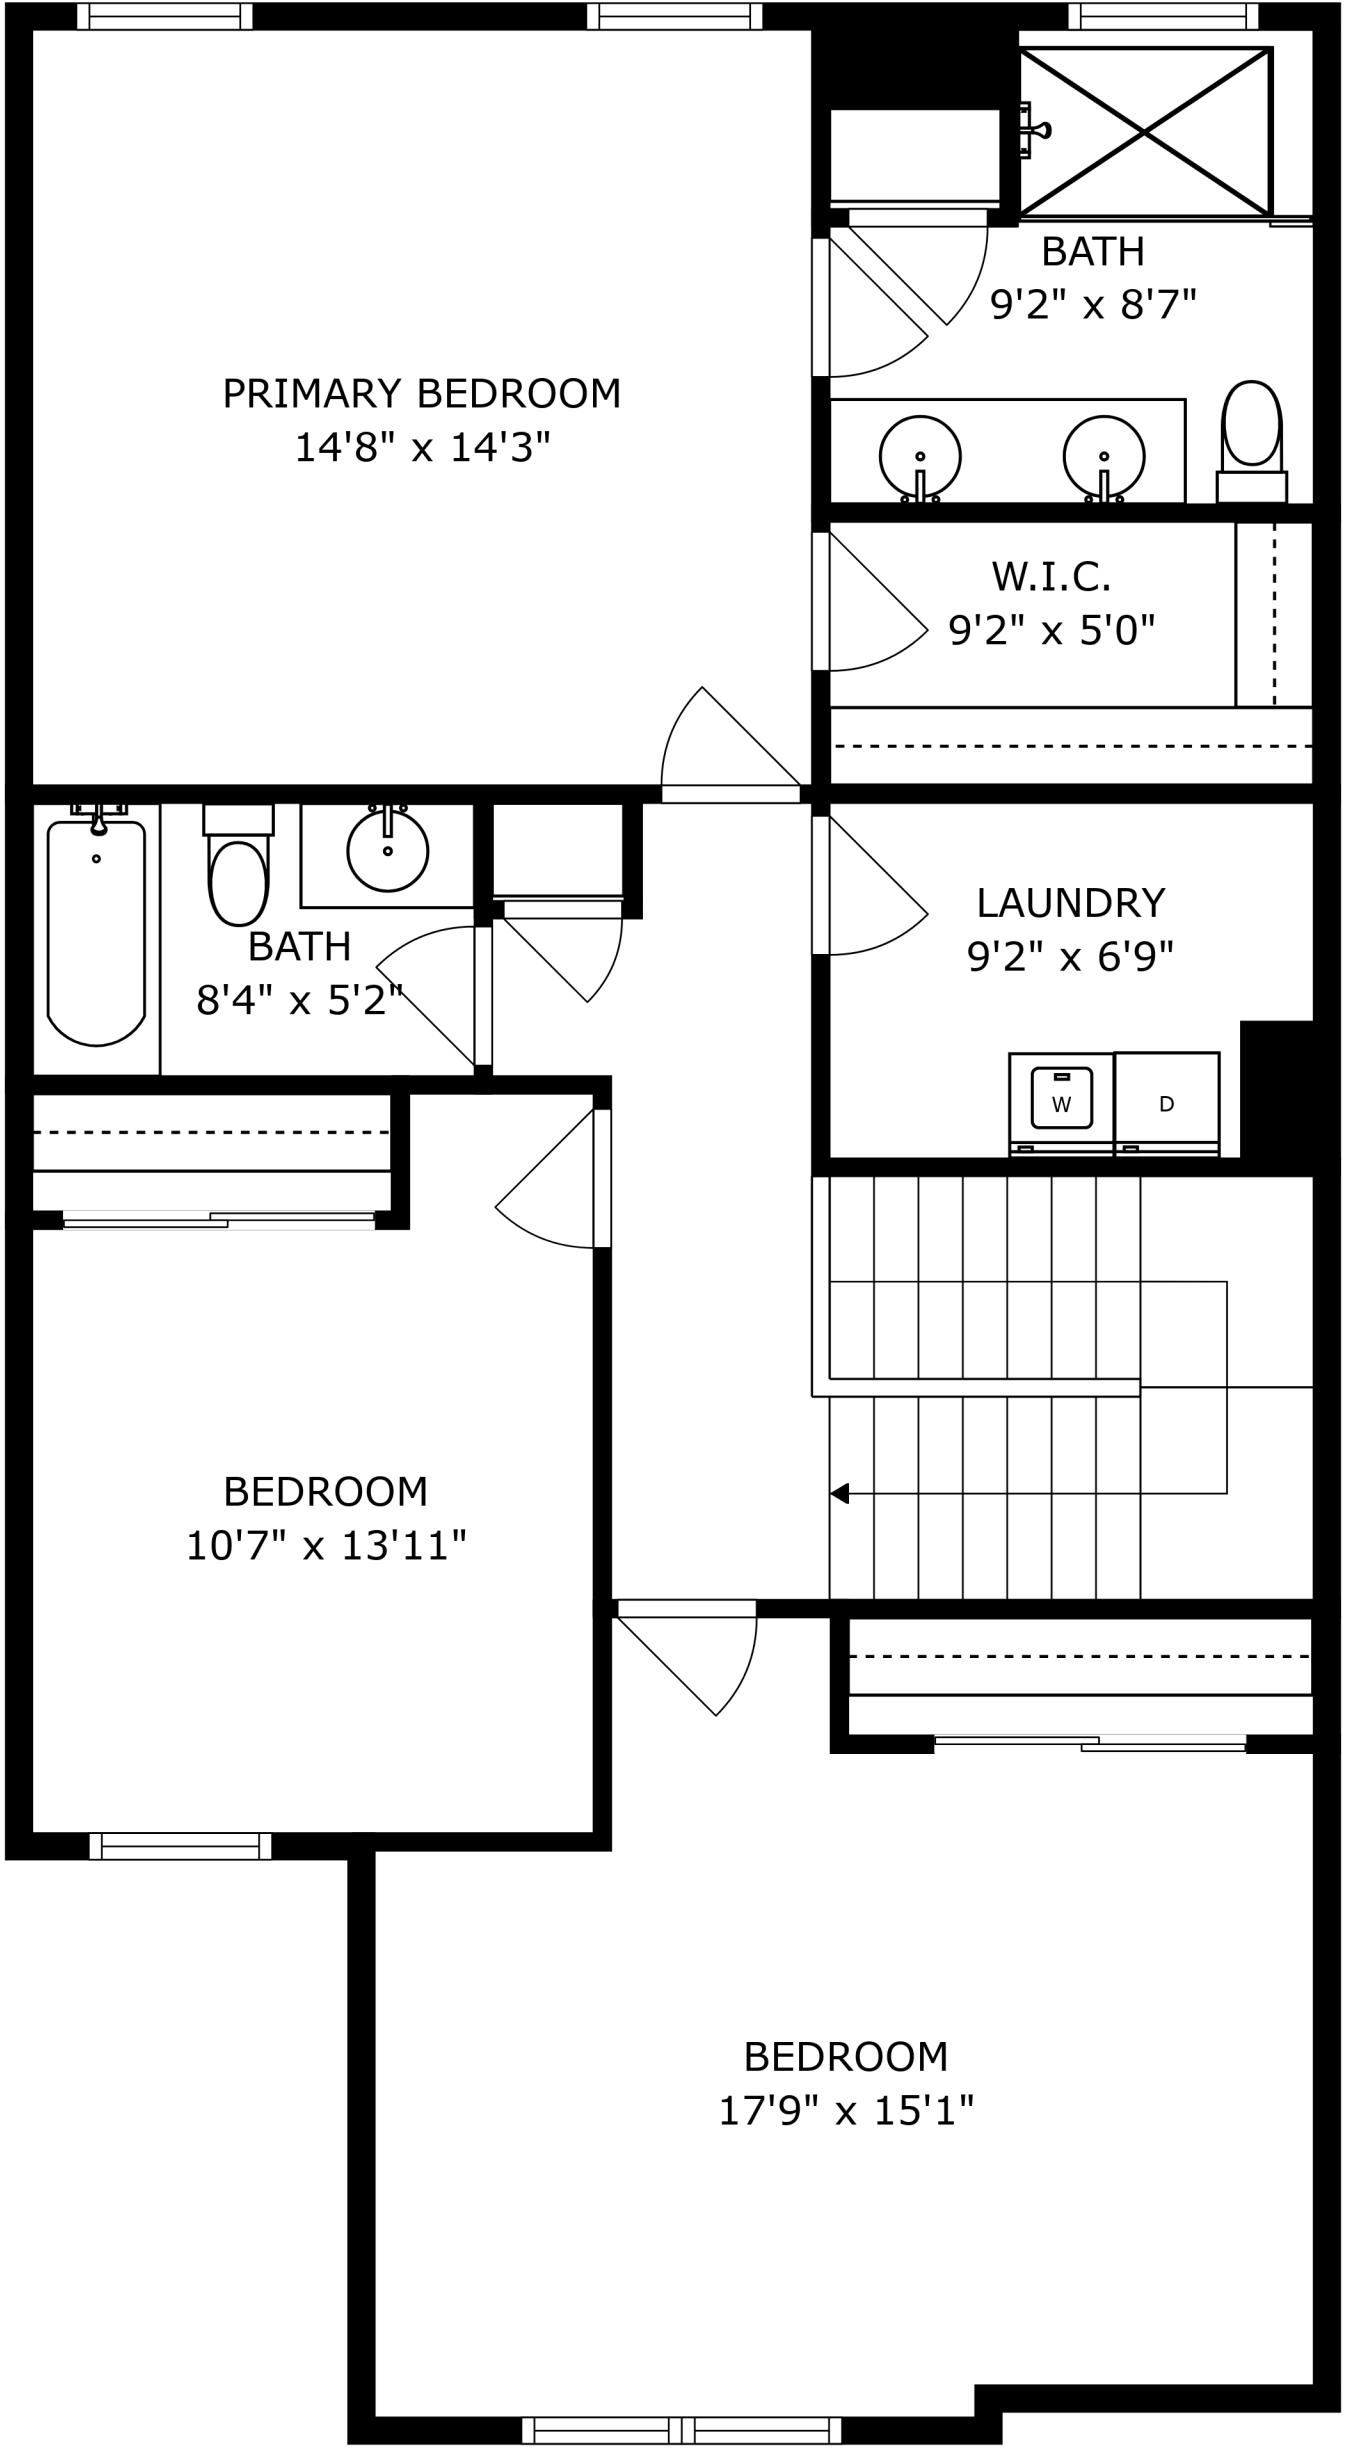 BATH
9'2" x 8'7"
PRIMARY BEDROOM
14'8" x 14'3"
W.I.C.
9'2" x 5'0"
LAUNDRY
9'2" x 6'9"
BATH
8'4" x 5'2"
W
D
BEDROOM
10'7" x 13'11"
BEDROOM
17'9" x 15'1"